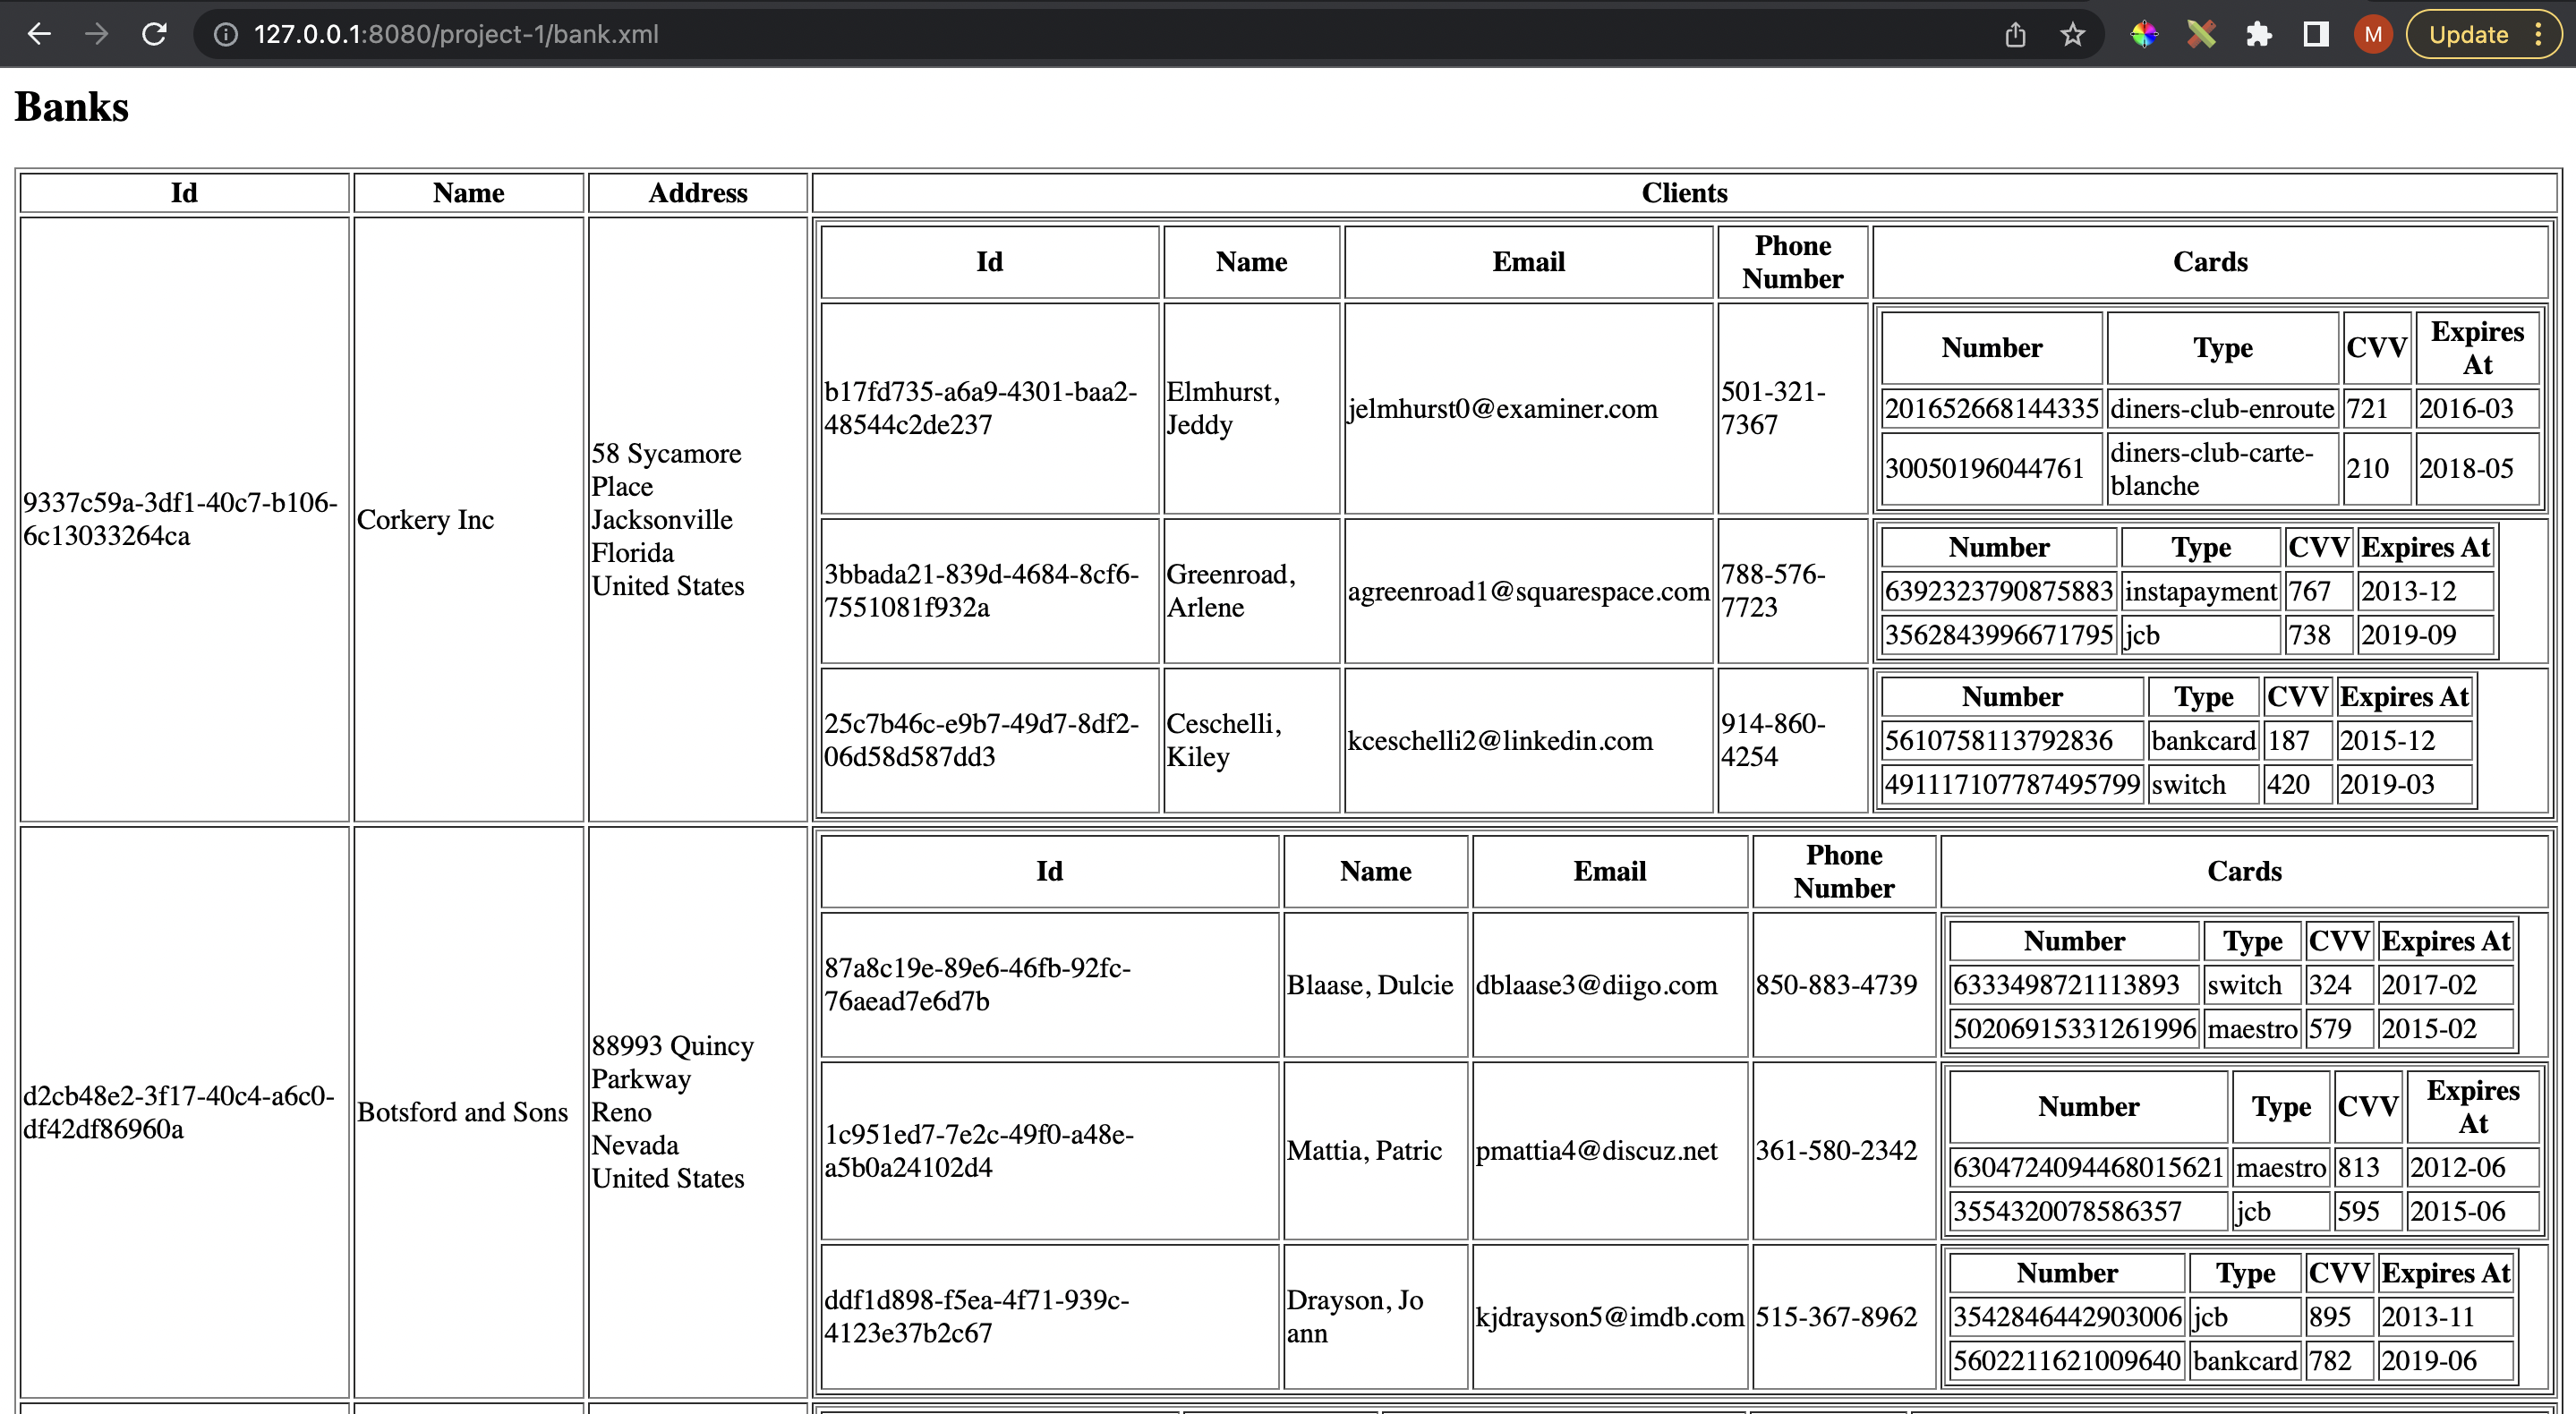 127.0.0.1:8080/project-1/bank.xml
M
Update
Banks
Id Name Address Clients
9337c59a-3df1-40c7-b106-
6c13033264ca
Corkery Inc
58 Sycamore
Place
Jacksonville
Florida
United States
Id Name Email Phone
Number
Cards
b17fd735-a6a9-4301-baa2-
48544c2de237
Elmhurst,
Jeddy
jelmhurst0@examiner.com
501-321-
7367
Number Type CVV Expires
At
201652668144335 diners-club-enroute 721 2016-03
30050196044761 diners-club-carte-
blanche
210 2018-05
3bbada21-839d-4684-8cf6-
7551081f932a
Greenroad,
Arlene
agreenroad1@squarespace.com
788-576-
7723
Number Type CVV Expires At
6392323790875883 instapayment 767 2013-12
3562843996671795 jcb 738 2019-09
25c7b46c-e9b7-49d7-8df2-
06d58d587dd3
Ceschelli,
Kiley
kceschelli2@linkedin.com
914-860-
4254
Number Type CVV Expires At
5610758113792836 bankcard 187 2015-12
491117107787495799 switch 420 2019-03
d2cb48e2-3f17-40c4-a6c0-
df42df86960a
Botsford and Sons
88993 Quincy
Parkway
Reno
Nevada
United States
Id Name Email Phone
Number
Cards
87a8c19e-89e6-46fb-92fc-
76aead7e6d7b
Blaase, Dulcie
dblaase3@diigo.com
850-883-4739
Number Type CVV Expires At
6333498721113893 switch 324 2017-02
50206915331261996 maestro 579 2015-02
1c951ed7-7e2c-49f0-a48e-
a5b0a24102d4
Mattia, Patric
pmattia4@discuz.net
361-580-2342
Number Type CVV Expires
At
6304724094468015621 maestro 813 2012-06
3554320078586357 jcb 595 2015-06
ddf1d898-f5ea-4f71-939c-
4123e37b2c67
Drayson, Jo
ann
kjdrayson5@imdb.com
515-367-8962
Number Type CVV Expires At
3542846442903006 jcb 895 2013-11
5602211621009640 bankcard 782 2019-06